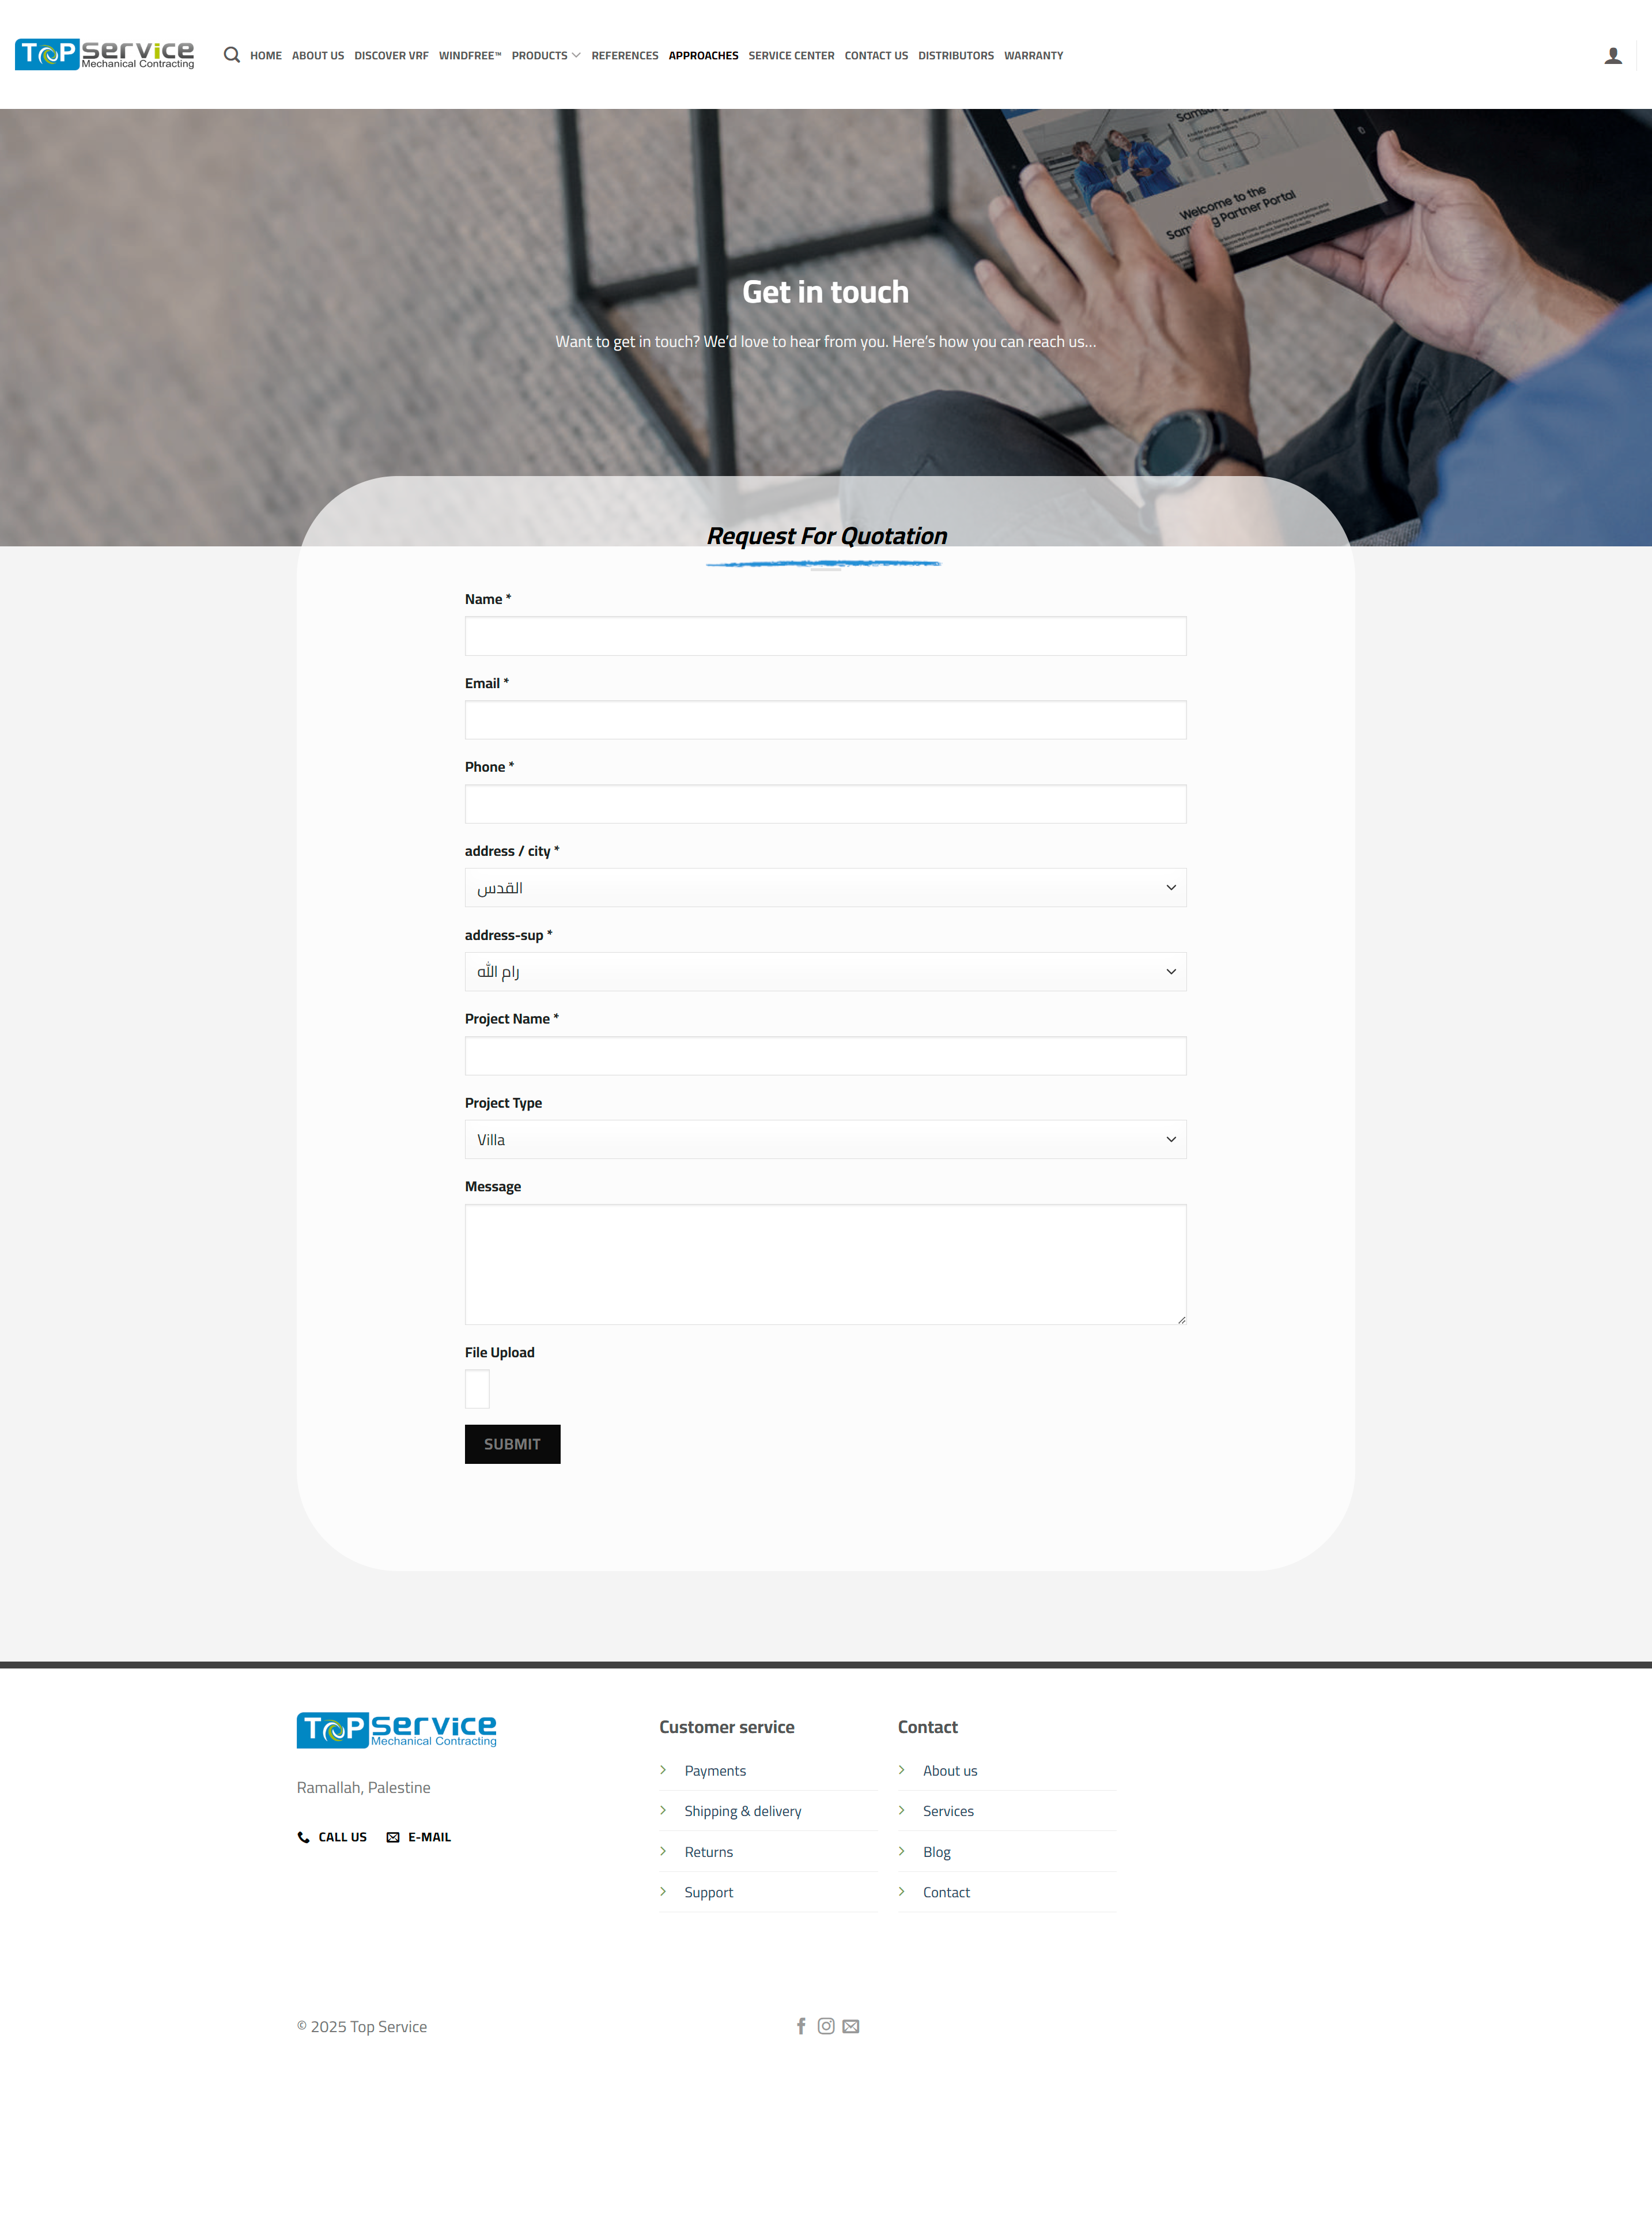 TOP service
Mechanical Contracting
HOME ABOUT US DISCOVER VRF WINDFREE™ PRODUCTS REFERENCES APPROACHES SERVICE CENTER CONTACT US DISTRIBUTORS WARRANTY
Welcome to the
Get in touch
Want to get in touch? We’d love to hear from you. Here’s how you can reach us…
Request For Quotation
Name *
Email *
Phone *
address / city *
القدس
address-sup *
رام الله
Project Name *
Project Type
Villa
Message
File Upload
SUBMIT
TOP service
Mechanical Contracting
Ramallah, Palestine
CALL US E-MAIL
Customer service
Payments
Shipping & delivery
Returns
Support
Contact
About us
Services
Blog
Contact
© 2025 Top Service